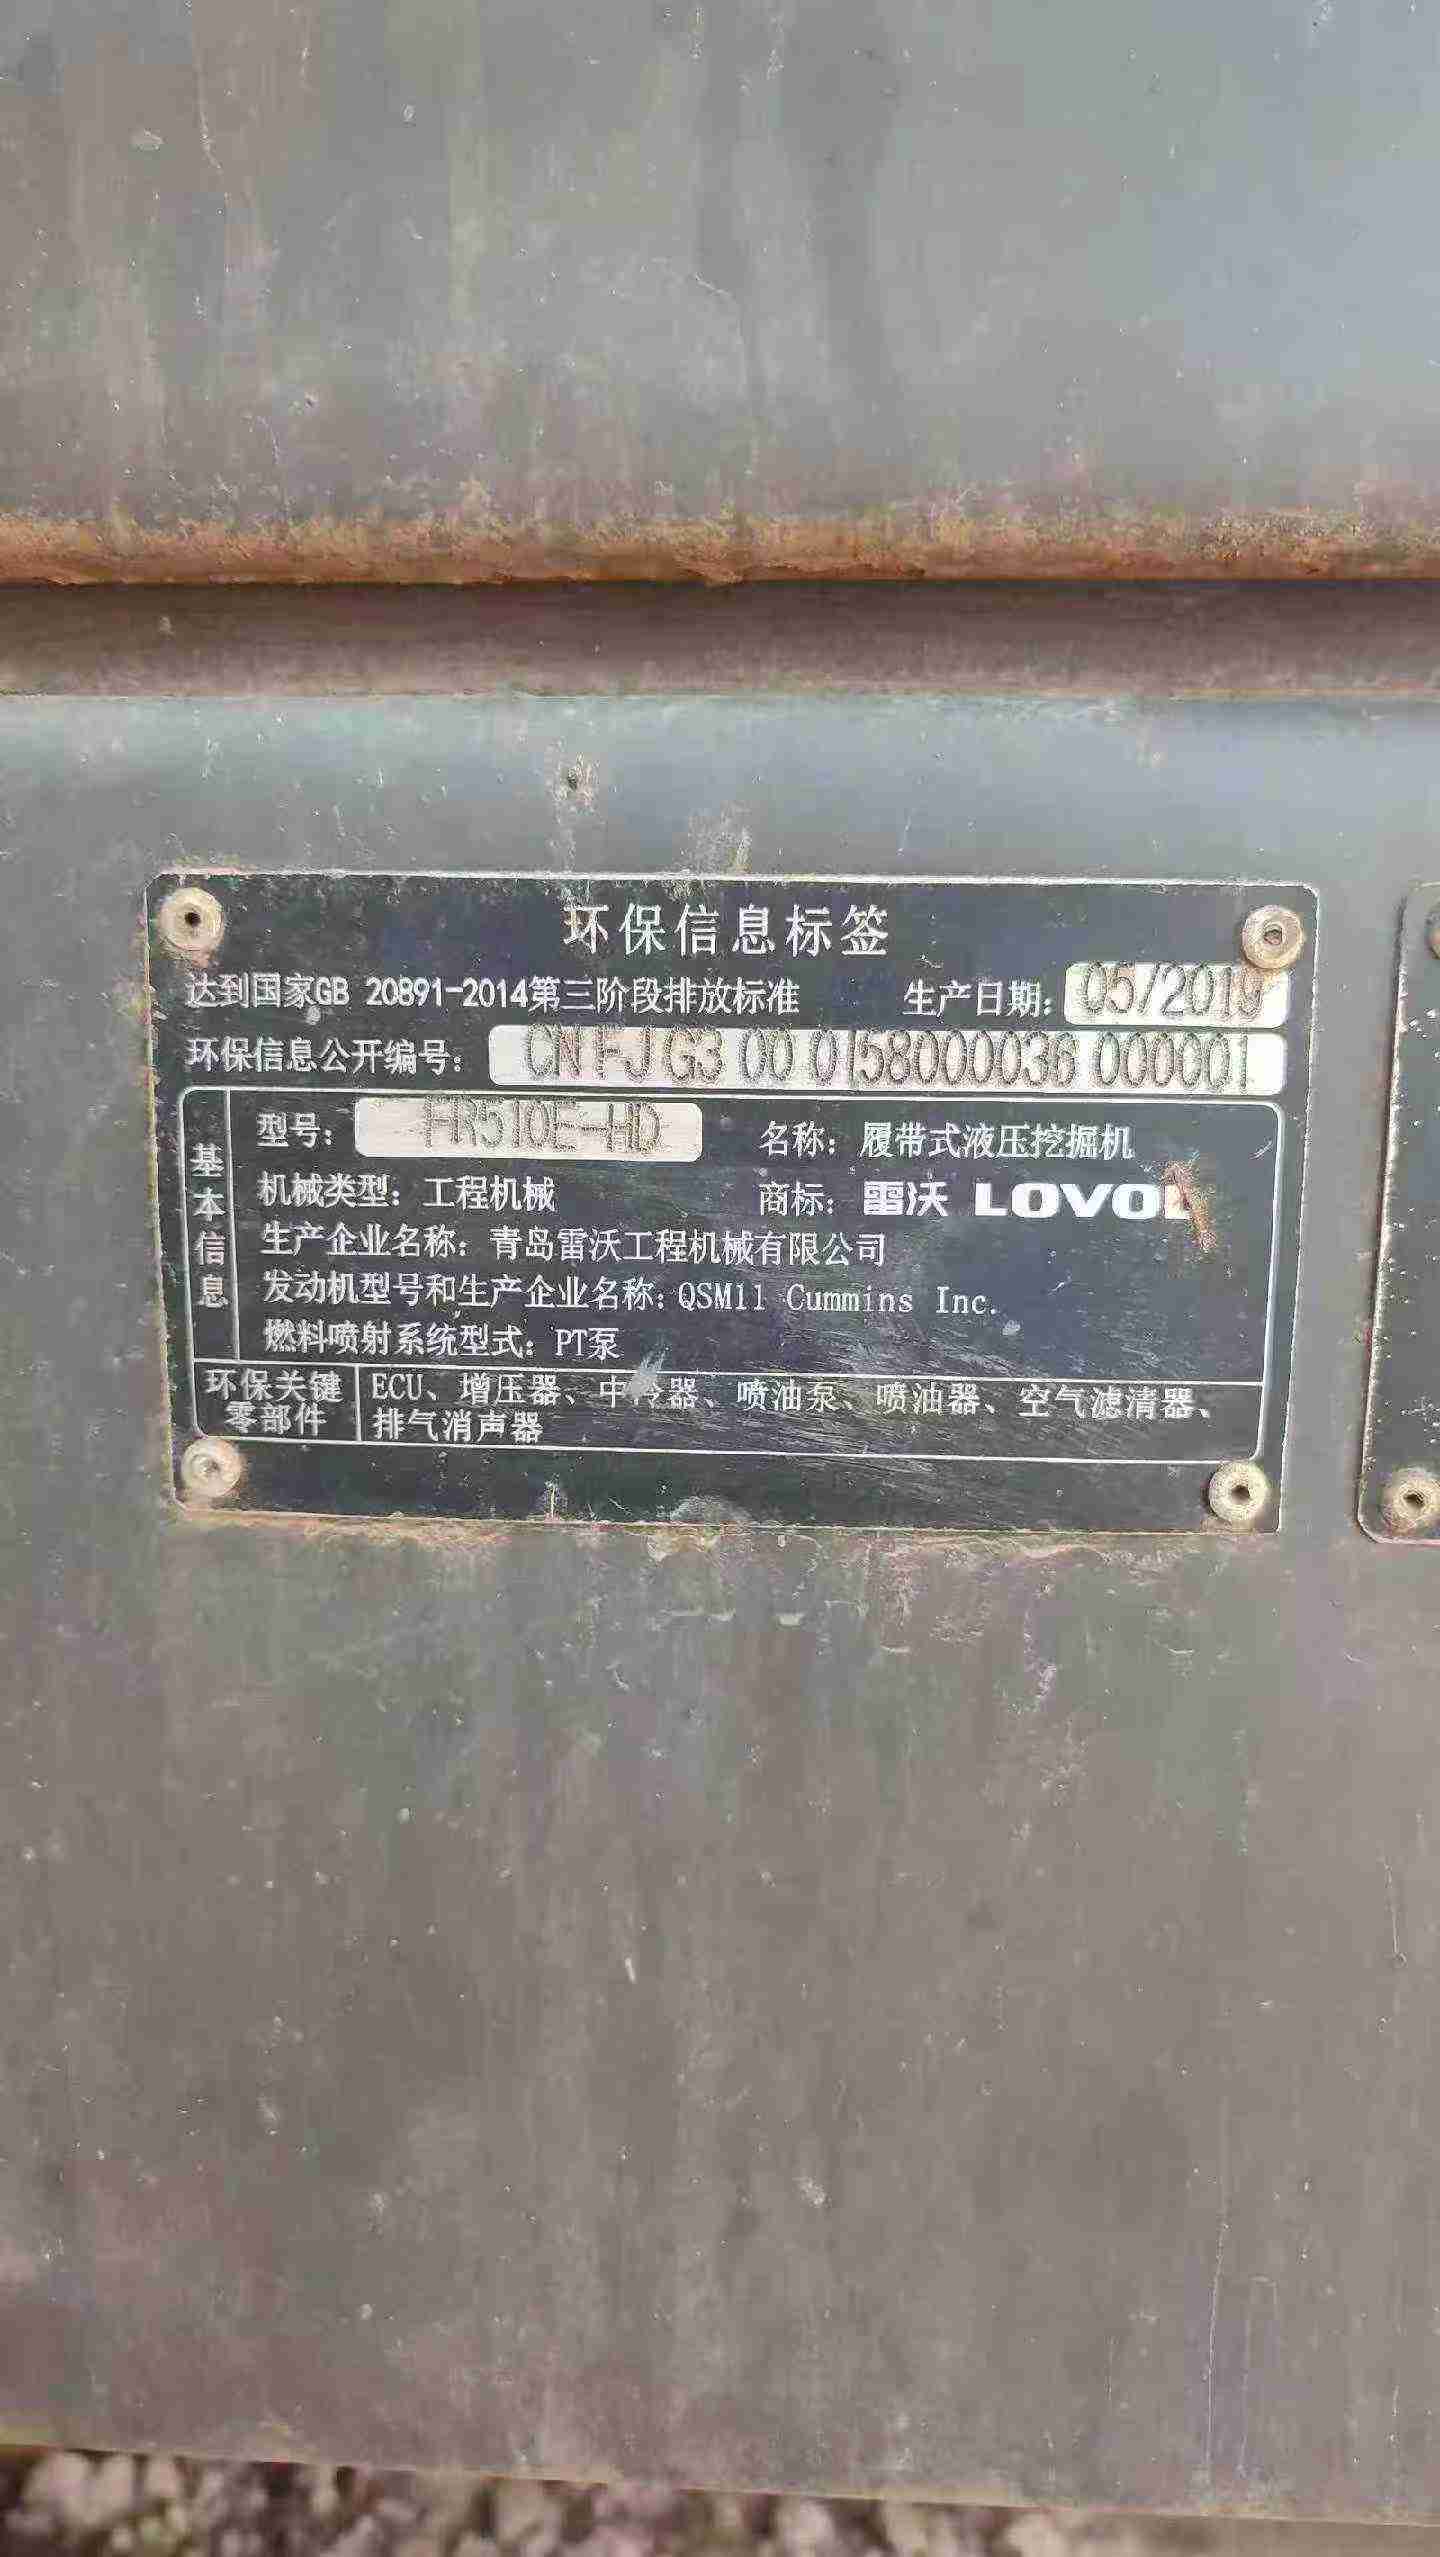 环保信息标签
达到国家GB 20891-2014第三阶段排放标准 生产日期：05/2019
环保信息公开编号：CN FJ G3 00 0158000036 000001
基本信息
型号：FR510E-HD 名称：履带式液压挖掘机
机械类型：工程机械 商标：雷沃 LOVOL
生产企业名称：青岛雷沃工程机械有限公司
发动机型号和生产企业名称：QSM11 Cummins Inc.
燃料喷射系统型式：PT泵
环保关键零部件
ECU、增压器、中冷器、喷油泵、喷油器、空气滤清器、
排气消声器